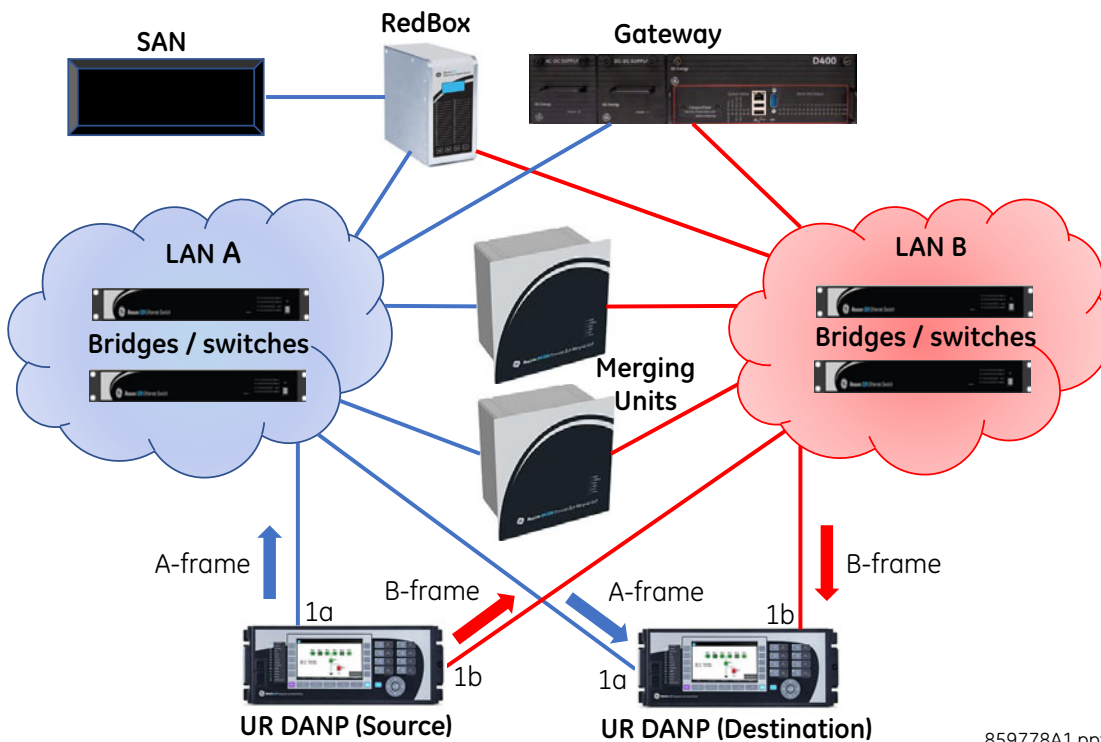 RedBox
SAN
Gateway
D400
LAN A
LAN B
Bridges / switches
Bridges / switches
Merging
Units
A-frame
B-frame
A-frame
B-frame
1a
1b
1a
1b
UR DANP (Source)
UR DANP (Destination)